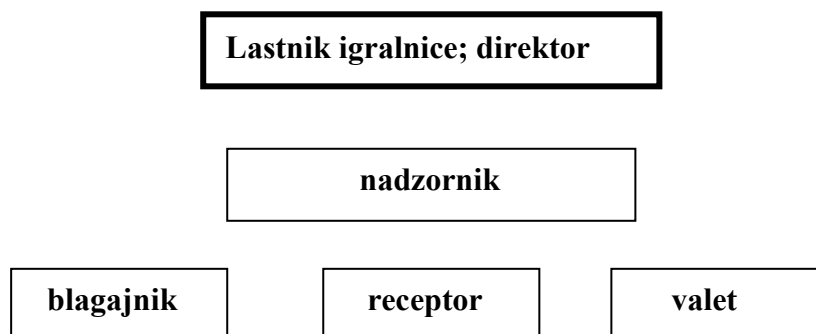 Lastnik igralnice; direktor
nadzornik
blagajnik
receptor
valet